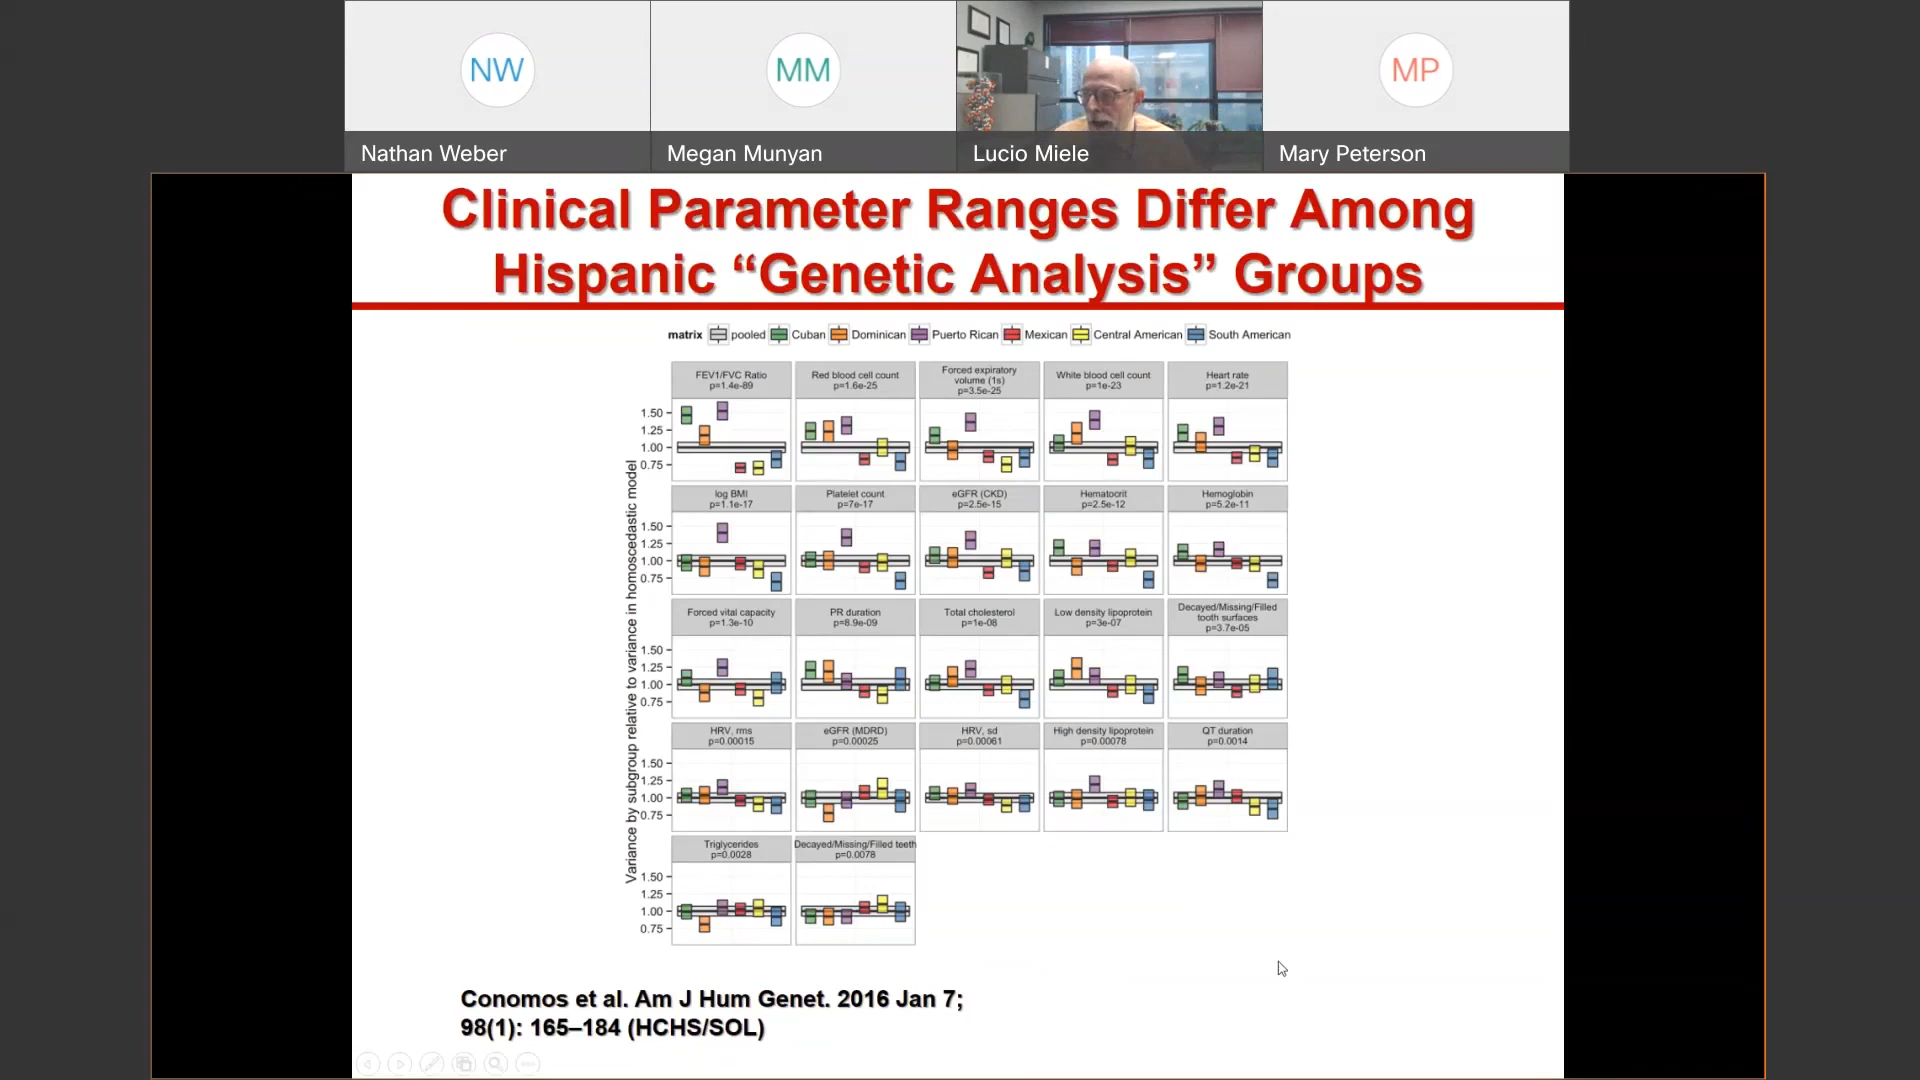 NW
MM
MP
Nathan Weber
Megan Munyan
Lucio Miele
Mary Peterson
Clinical Parameter Ranges Differ Among
Hispanic “Genetic Analysis” Groups
matrix pooled Cuban Dominican Puerto Rican Mexican Central American South American
Variance by subgroup relative to variance in homoscedastic model
FEV1/FVC Ratio
p=1.4e-89
Red blood cell count
p=1.6e-25
Forced expiratory
volume (1s)
p=3.5e-25
White blood cell count
p=1e-23
Heart rate
p=1.2e-21
1.50
1.25
1.00
0.75
log BMI
p=1.1e-17
Platelet count
p=7e-17
eGFR (CKD)
p=2.5e-15
Hematocrit
p=2.5e-12
Hemoglobin
p=5.2e-11
1.50
1.25
1.00
0.75
Forced vital capacity
p=1.3e-10
PR duration
p=8.9e-09
Total cholesterol
p=1e-08
Low density lipoprotein
p=3e-07
Decayed/Missing/Filled
tooth surfaces
p=3.7e-05
1.50
1.25
1.00
0.75
HRV, rms
p=0.00015
eGFR (MDRD)
p=0.00025
HRV, sd
p=0.00061
High density lipoprotein
p=0.00078
QT duration
p=0.0014
1.50
1.25
1.00
0.75
Triglycerides
p=0.0028
Decayed/Missing/Filled teeth
p=0.0078
1.50
1.25
1.00
0.75
Conomos et al. Am J Hum Genet. 2016 Jan 7;
98(1): 165–184 (HCHS/SOL)